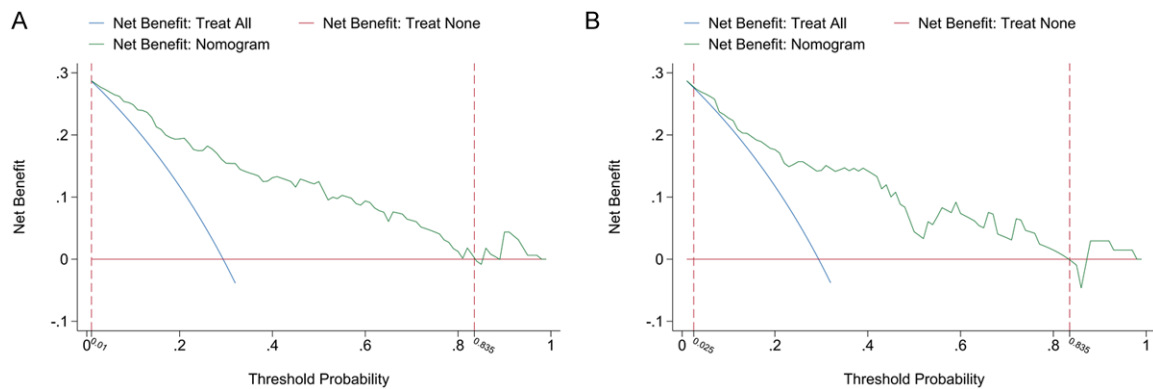 A
Net Benefit: Treat All
Net Benefit: Treat None
Net Benefit: Nomogram
Net Benefit
.3
.2
.1
0
-.1
0
0.01
.2
.4
.6
.8
0.835
1
Threshold Probability
B
Net Benefit: Treat All
Net Benefit: Treat None
Net Benefit: Nomogram
Net Benefit
.3
.2
.1
0
-.1
0
0.025
.2
.4
.6
.8
0.835
1
Threshold Probability